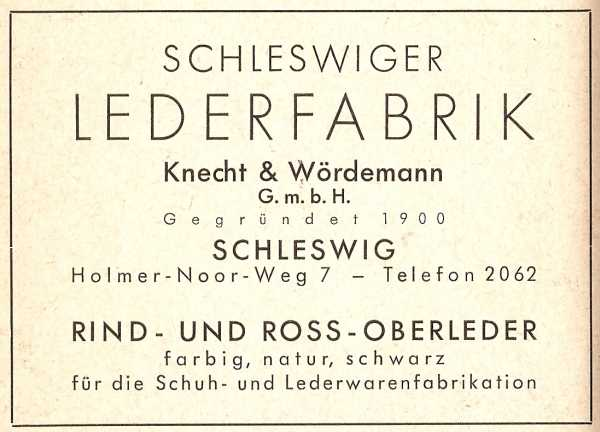 SCHLESWIGER
LEDERFABRIK
Knecht & Wördemann
G. m. b. H.
Gegründet 1900
SCHLESWIG
Holmer-Noor-Weg 7 – Telefon 2062
RIND- UND ROSS-OBERLEDER
farbig, natur, schwarz
für die Schuh- und Lederwarenfabrikation